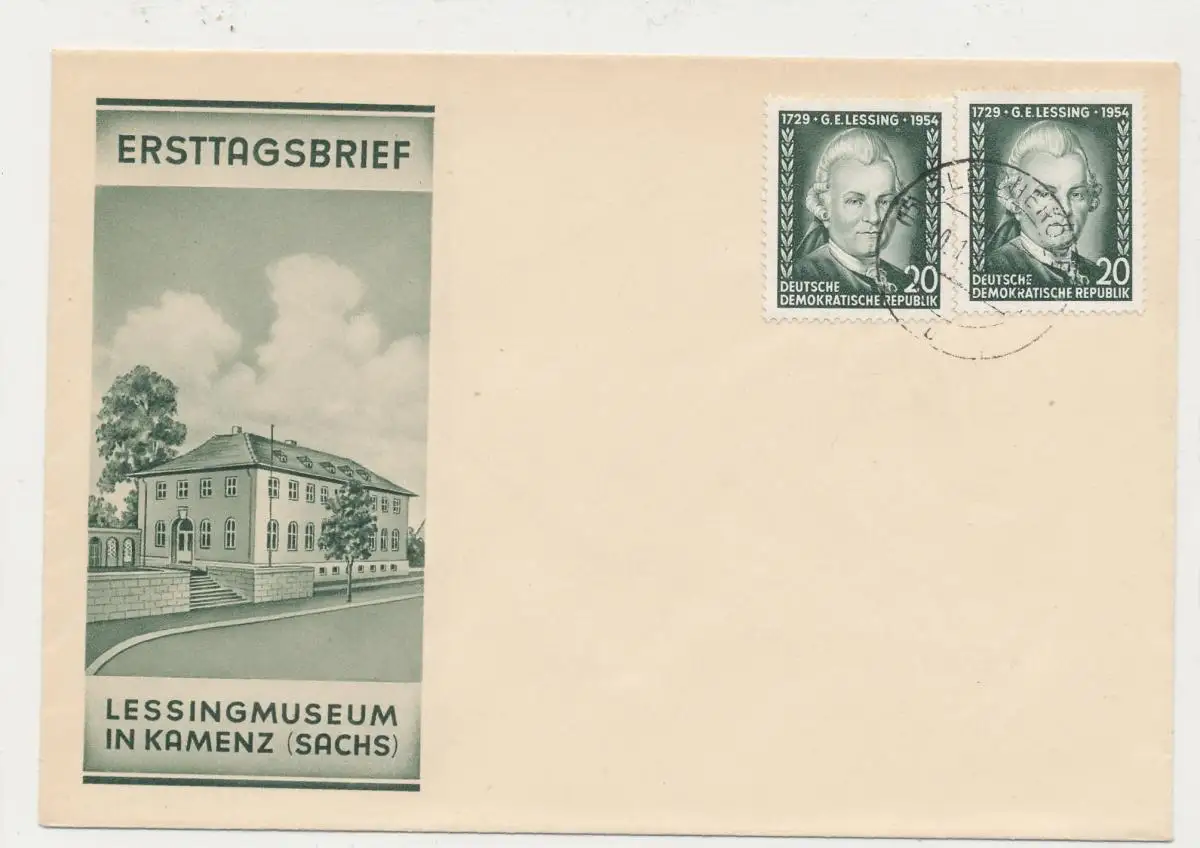 ERSTTAGSBRIEF
LESSINGMUSEUM
IN KAMENZ (SACHS)
1729 · G.E. LESSING · 1954
20
DEUTSCHE
DEMOKRATISCHE REPUBLIK
1729 · G.E. LESSING · 1954
20
DEUTSCHE
DEMOKRATISCHE REPUBLIK